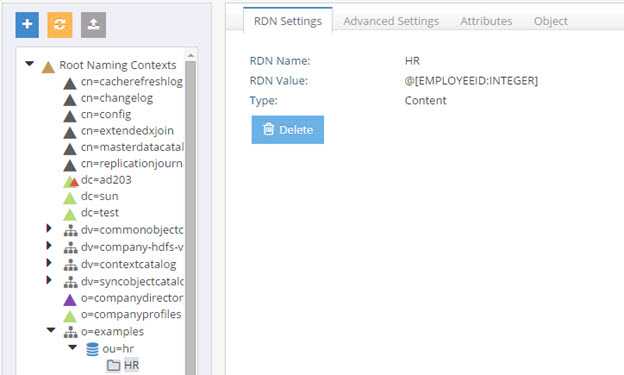 RDN Settings Advanced Settings Attributes Object
Root Naming Contexts
cn=cacherefreshlog
cn=changelog
cn=config
cn=extendedxjoin
cn=masterdatacatal
cn=replicationjourn
dc=ad203
dc=sun
dc=test
dv=commonobjectc
dv=company-hdfs-v
dv=contextcatalog
dv=syncobjectcatalc
o=companydirector
o=companyprofiles
o=examples
ou=hr
HR
RDN Name: HR
RDN Value: @[EMPLOYEEID:INTEGER]
Type: Content
Delete